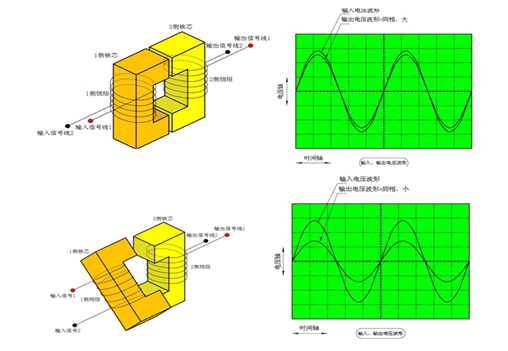 2侧铁芯
输出信号线1
输出信号线2
1侧铁芯
2侧绕组
1侧绕组
输入信号线1
输入信号线2
输入电压波形
输出电压波形=同相、大
电压轴
时间轴
输入、输出电压波形
2侧铁芯
输出信号线1
输出信号线2
1侧铁芯
2侧绕组
输入信号1
1侧绕组
输入信号2
输入电压波形
输出电压波形=同相、小
电压轴
时间轴
输入、输出电压波形